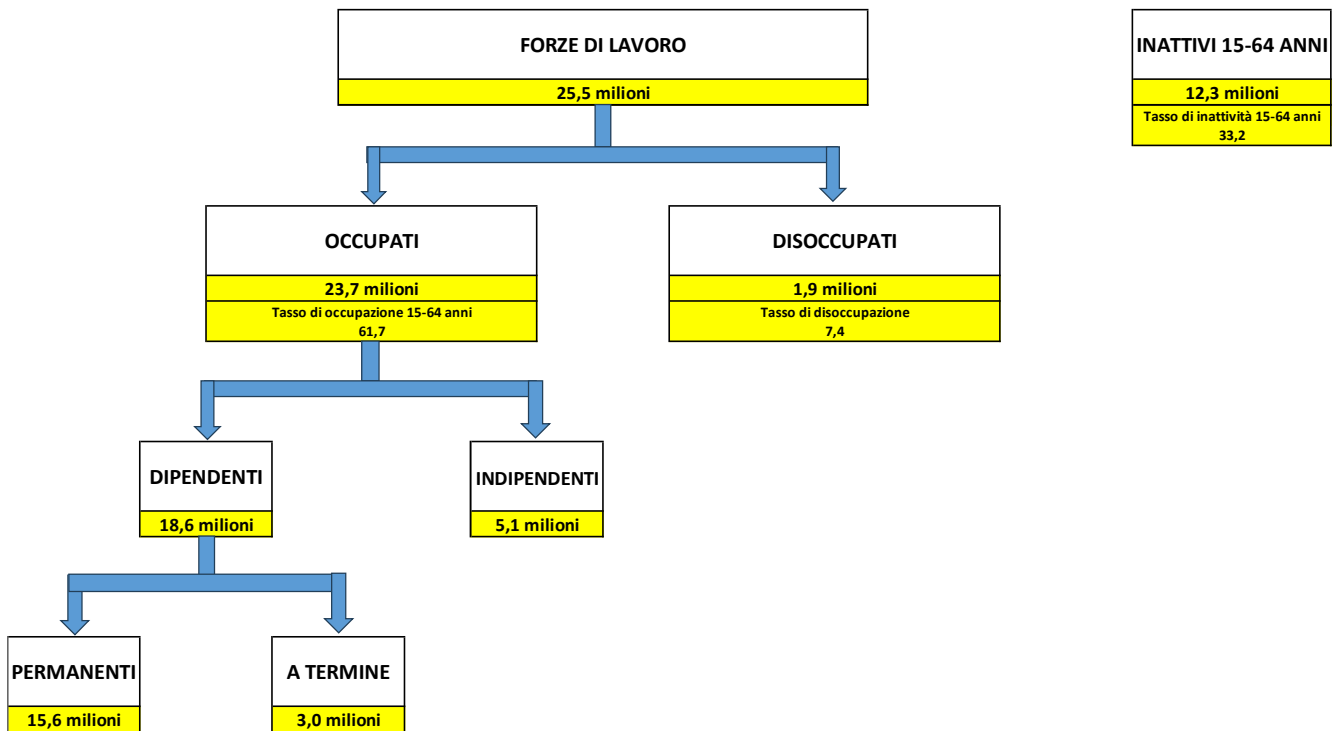 FORZE DI LAVORO
25,5 milioni
INATTIVI 15-64 ANNI
12,3 milioni
Tasso di inattività 15-64 anni
33,2
OCCUPATI
23,7 milioni
Tasso di occupazione 15-64 anni
61,7
DISOCCUPATI
1,9 milioni
Tasso di disoccupazione
7,4
DIPENDENTI
18,6 milioni
INDIPENDENTI
5,1 milioni
PERMANENTI
15,6 milioni
A TERMINE
3,0 milioni